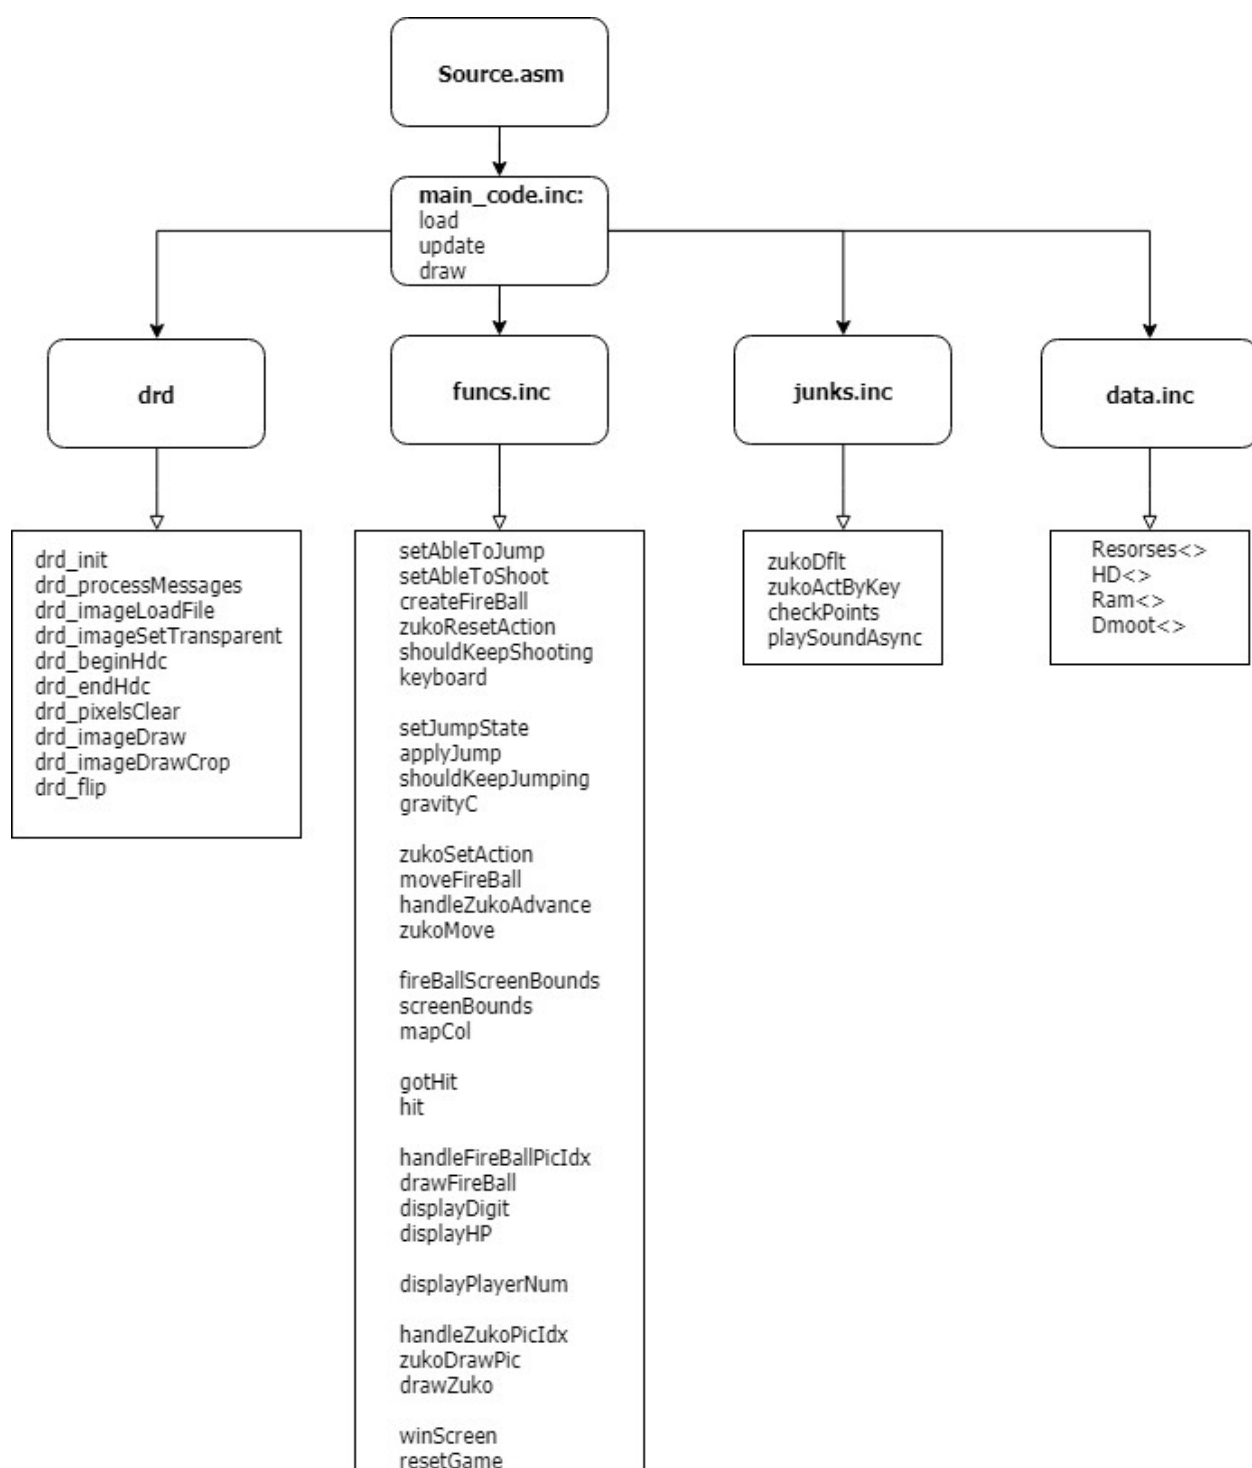 Source.asm
main_code.inc:
load
update
draw
drd
funcs.inc
junks.inc
data.inc
drd_init
drd_processMessages
drd_imageLoadFile
drd_imageSetTransparent
drd_beginHdc
drd_endHdc
drd_pixelsClear
drd_imageDraw
drd_imageDrawCrop
drd_flip
setAbleToJump
setAbleToShoot
createFireBall
zukoResetAction
shouldKeepShooting
keyboard
setJumpState
applyJump
shouldKeepJumping
gravityC
zukoSetAction
moveFireBall
handleZukoAdvance
zukoMove
fireBallScreenBounds
screenBounds
mapCol
gotHit
hit
handleFireBallPicIdx
drawFireBall
displayDigit
displayHP
displayPlayerNum
handleZukoPicIdx
zukoDrawPic
drawZuko
winScreen
resetGame
zukoDflt
zukoActByKey
checkPoints
playSoundAsync
Resorses<>
HD<>
Ram<>
Dmoot<>